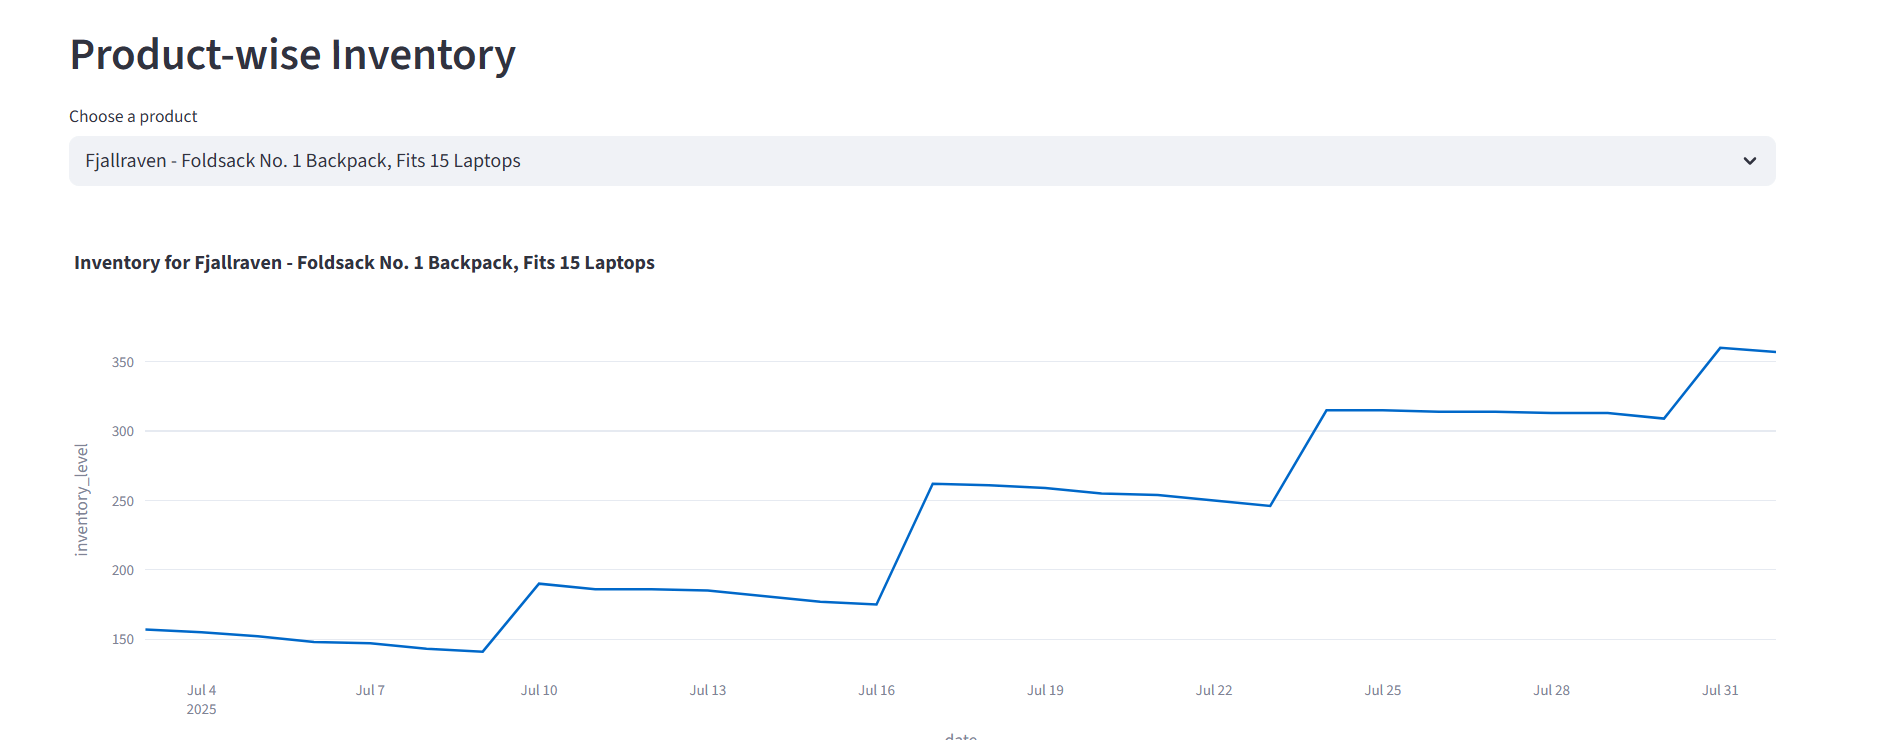 Product-wise Inventory
Choose a product
Fjallraven - Foldsack No. 1 Backpack, Fits 15 Laptops
Inventory for Fjallraven - Foldsack No. 1 Backpack, Fits 15 Laptops
350
300
250
200
150
inventory_level
Jul 4 Jul 7 Jul 10 Jul 13 Jul 16 Jul 19 Jul 22 Jul 25 Jul 28 Jul 31
2025
date